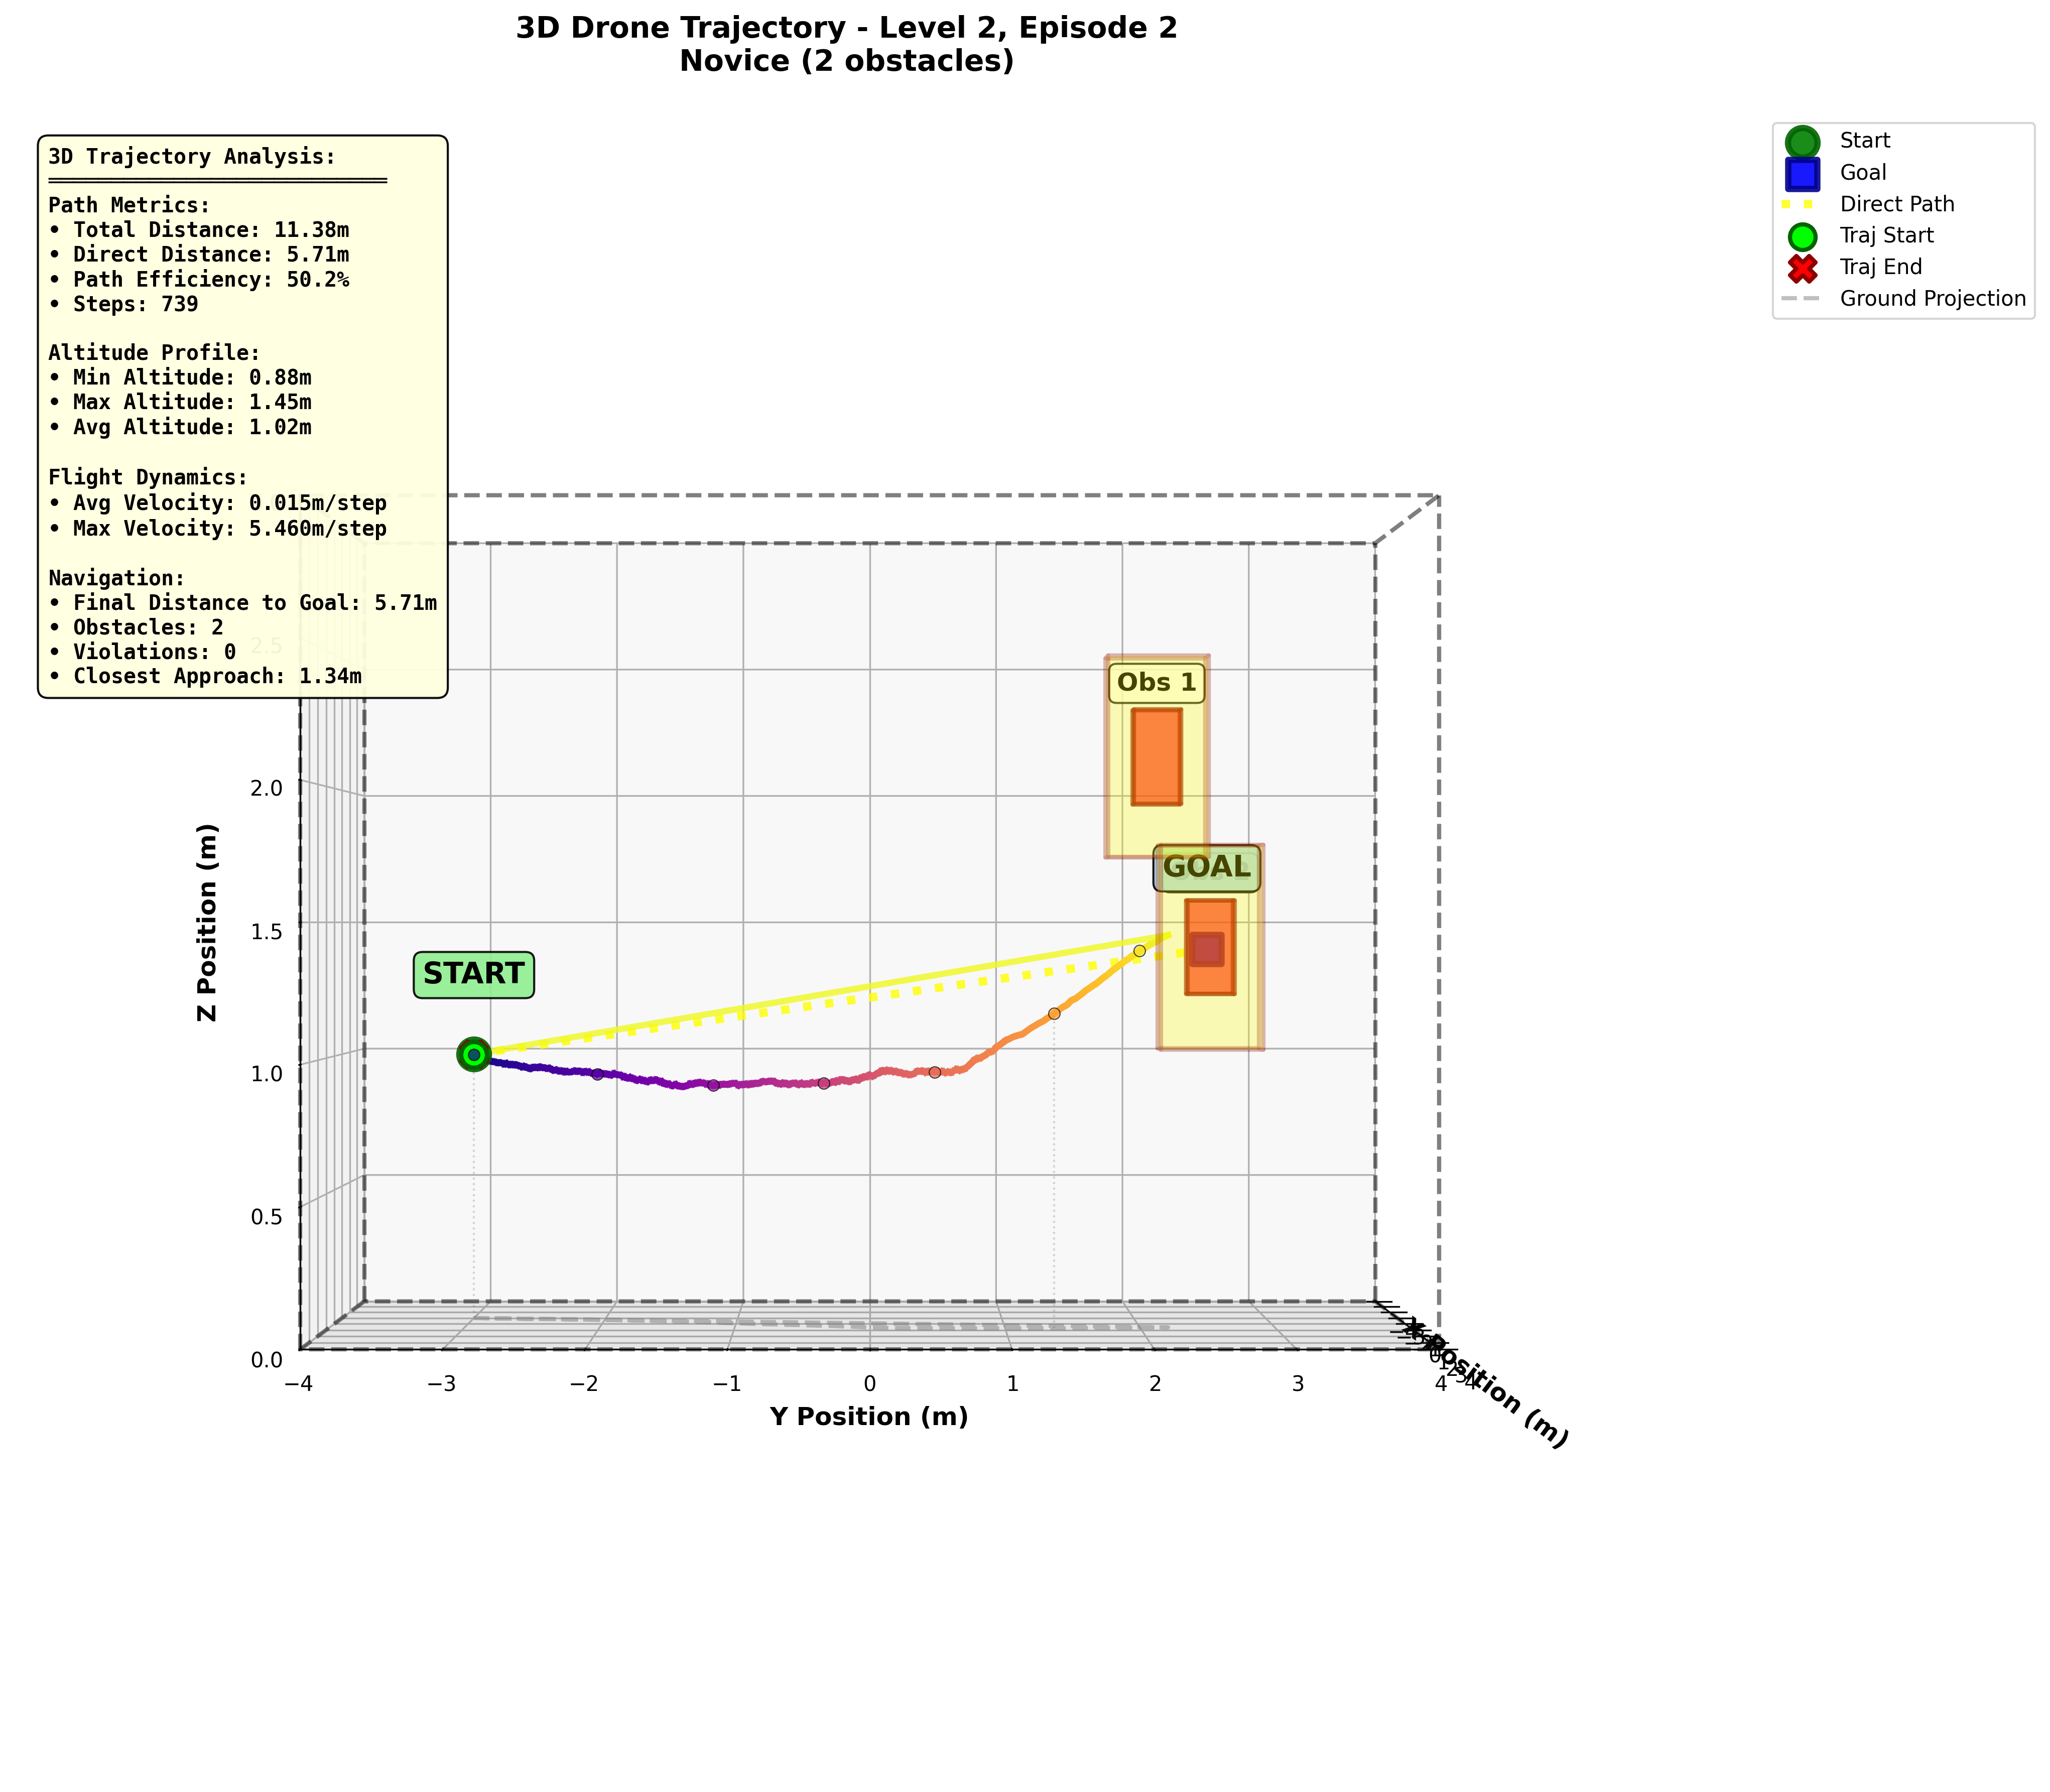 3D Drone Trajectory - Level 2, Episode 2
Novice (2 obstacles)
3D Trajectory Analysis:
Path Metrics:
• Total Distance: 11.38m
• Direct Distance: 5.71m
• Path Efficiency: 50.2%
• Steps: 739
Altitude Profile:
• Min Altitude: 0.88m
• Max Altitude: 1.45m
• Avg Altitude: 1.02m
Flight Dynamics:
• Avg Velocity: 0.015m/step
• Max Velocity: 5.460m/step
Navigation:
• Final Distance to Goal: 5.71m
• Obstacles: 2
• Violations: 0
• Closest Approach: 1.34m
Start
Goal
Direct Path
Traj Start
Traj End
Ground Projection
Obs 1
GOAL
START
2.5
2.0
1.5
1.0
0.5
0.0
Z Position (m)
−4
−3
−2
−1
0
1
2
3
4
Y Position (m)
X Position (m)